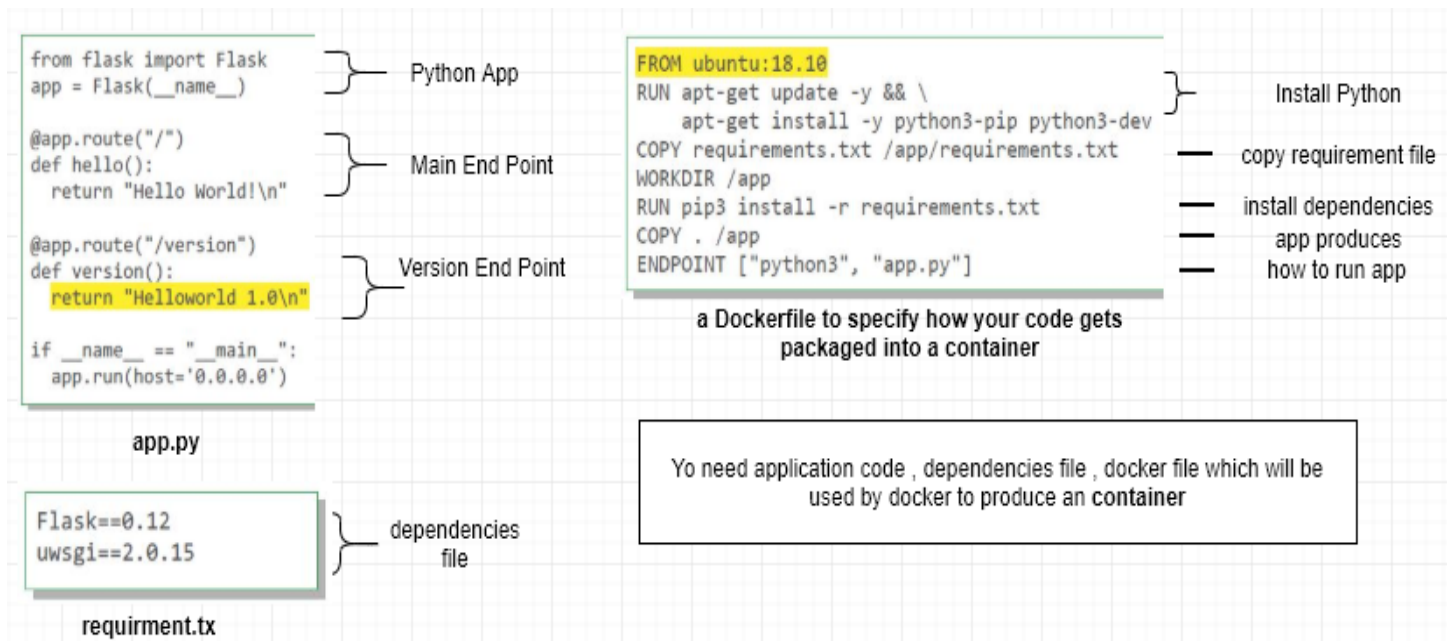 from flask import Flask
app = Flask(__name__)
@app.route("/")
def hello():
  return "Hello World!\n"
@app.route("/version")
def version():
  return "Helloworld 1.0\n"
if __name__ == "__main__":
  app.run(host='0.0.0.0')
Python App
Main End Point
Version End Point
app.py
Flask==0.12
uwsgi==2.0.15
dependencies
file
requirment.tx
FROM ubuntu:18.10
RUN apt-get update -y && \
    apt-get install -y python3-pip python3-dev
COPY requirements.txt /app/requirements.txt
WORKDIR /app
RUN pip3 install -r requirements.txt
COPY . /app
ENDPOINT ["python3", "app.py"]
Install Python
copy requirement file
install dependencies
app produces
how to run app
a Dockerfile to specify how your code gets
packaged into a container
Yo need application code , dependencies file , docker file which will be
used by docker to produce an container